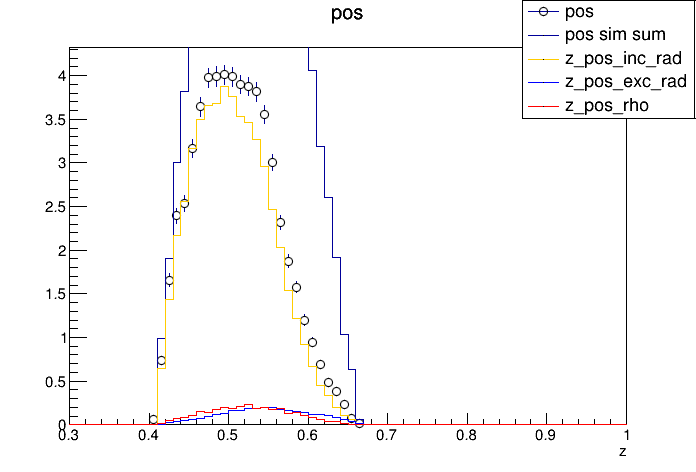 pos
pos
pos sim sum
z_pos_inc_rad
z_pos_exc_rad
z_pos_rho
4
3.5
3
2.5
2
1.5
1
0.5
0
0.3 0.4 0.5 0.6 0.7 0.8 0.9 1
z